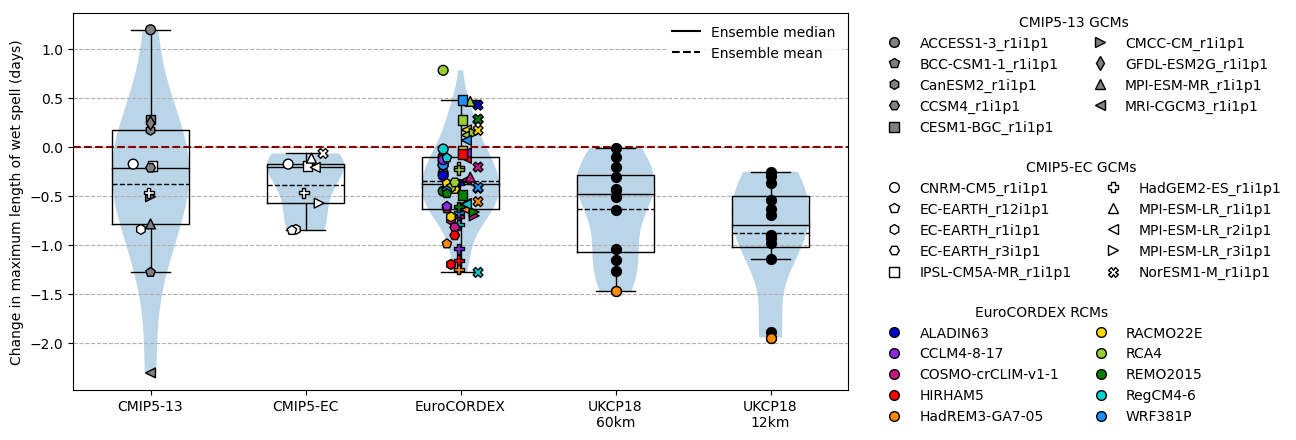 Change in maximum length of wet spell (days)
1.0
0.5
0.0
−0.5
−1.0
−1.5
−2.0
Ensemble median
Ensemble mean
CMIP5-13
CMIP5-EC
EuroCORDEX
UKCP18
60km
UKCP18
12km
CMIP5-13 GCMs
ACCESS1-3_r1i1p1
BCC-CSM1-1_r1i1p1
CanESM2_r1i1p1
CCSM4_r1i1p1
CESM1-BGC_r1i1p1
CMCC-CM_r1i1p1
GFDL-ESM2G_r1i1p1
MPI-ESM-MR_r1i1p1
MRI-CGCM3_r1i1p1
CMIP5-EC GCMs
CNRM-CM5_r1i1p1
EC-EARTH_r12i1p1
EC-EARTH_r1i1p1
EC-EARTH_r3i1p1
IPSL-CM5A-MR_r1i1p1
HadGEM2-ES_r1i1p1
MPI-ESM-LR_r1i1p1
MPI-ESM-LR_r2i1p1
MPI-ESM-LR_r3i1p1
NorESM1-M_r1i1p1
EuroCORDEX RCMs
ALADIN63
CCLM4-8-17
COSMO-crCLIM-v1-1
HIRHAM5
HadREM3-GA7-05
RACMO22E
RCA4
REMO2015
RegCM4-6
WRF381P